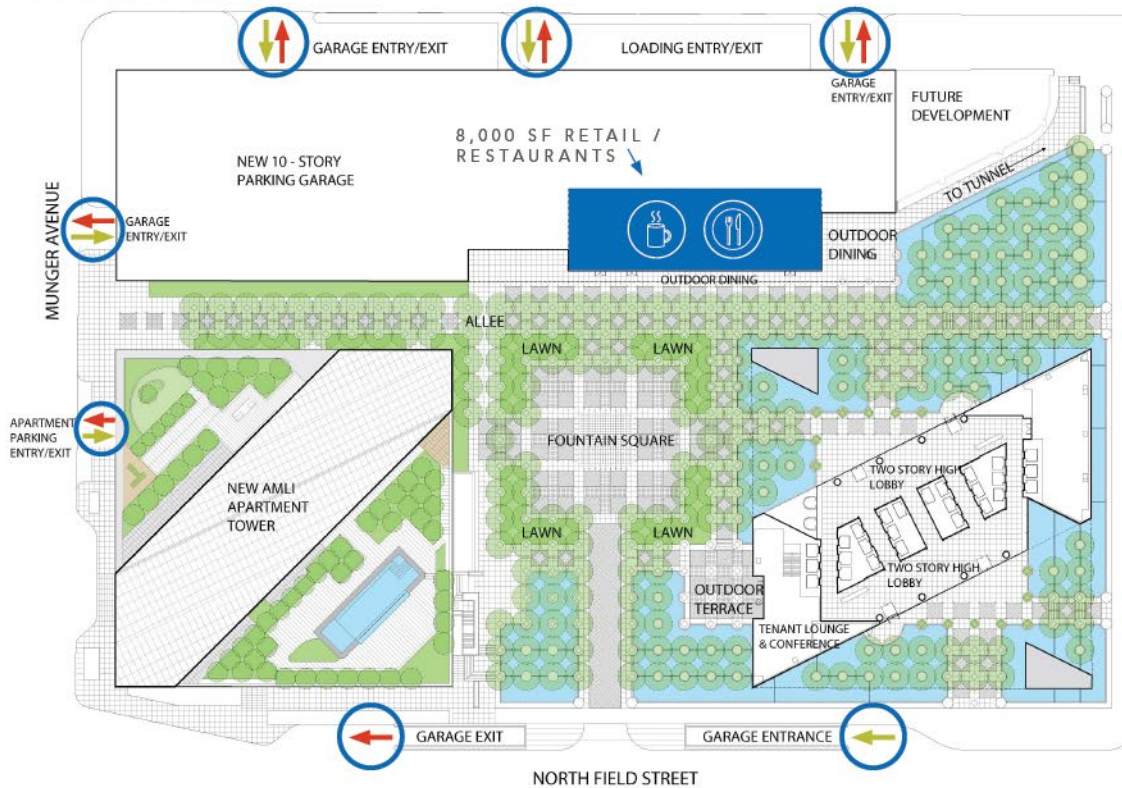 GARAGE ENTRY/EXIT
LOADING ENTRY/EXIT
GARAGE
ENTRY/EXIT
FUTURE
DEVELOPMENT
8,000 SF RETAIL /
RESTAURANTS
NEW 10 - STORY
PARKING GARAGE
TO TUNNEL
MUNGER AVENUE
GARAGE
ENTRY/EXIT
OUTDOOR
DINING
OUTDOOR DINING
ALLEE
LAWN
LAWN
APARTMENT
PARKING
ENTRY/EXIT
FOUNTAIN SQUARE
NEW AMLI
APARTMENT
TOWER
TWO STORY HIGH
LOBBY
LAWN
LAWN
TWO STORY HIGH
LOBBY
OUTDOOR
TERRACE
TENANT LOUNGE
& CONFERENCE
GARAGE EXIT
GARAGE ENTRANCE
NORTH FIELD STREET